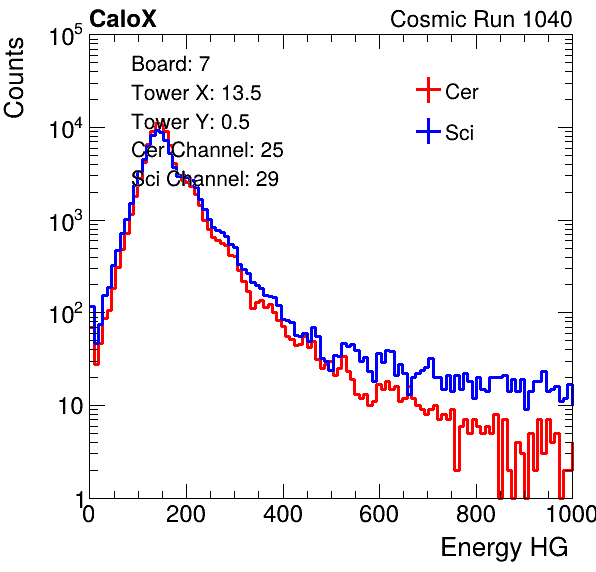 CaloX
Cosmic Run 1040
Counts
Board: 7
Tower X: 13.5
Tower Y: 0.5
Cer Channel: 25
Sci Channel: 29
Cer
Sci
10^5
10^4
10^3
10^2
10
1
0 200 400 600 800 1000
Energy HG